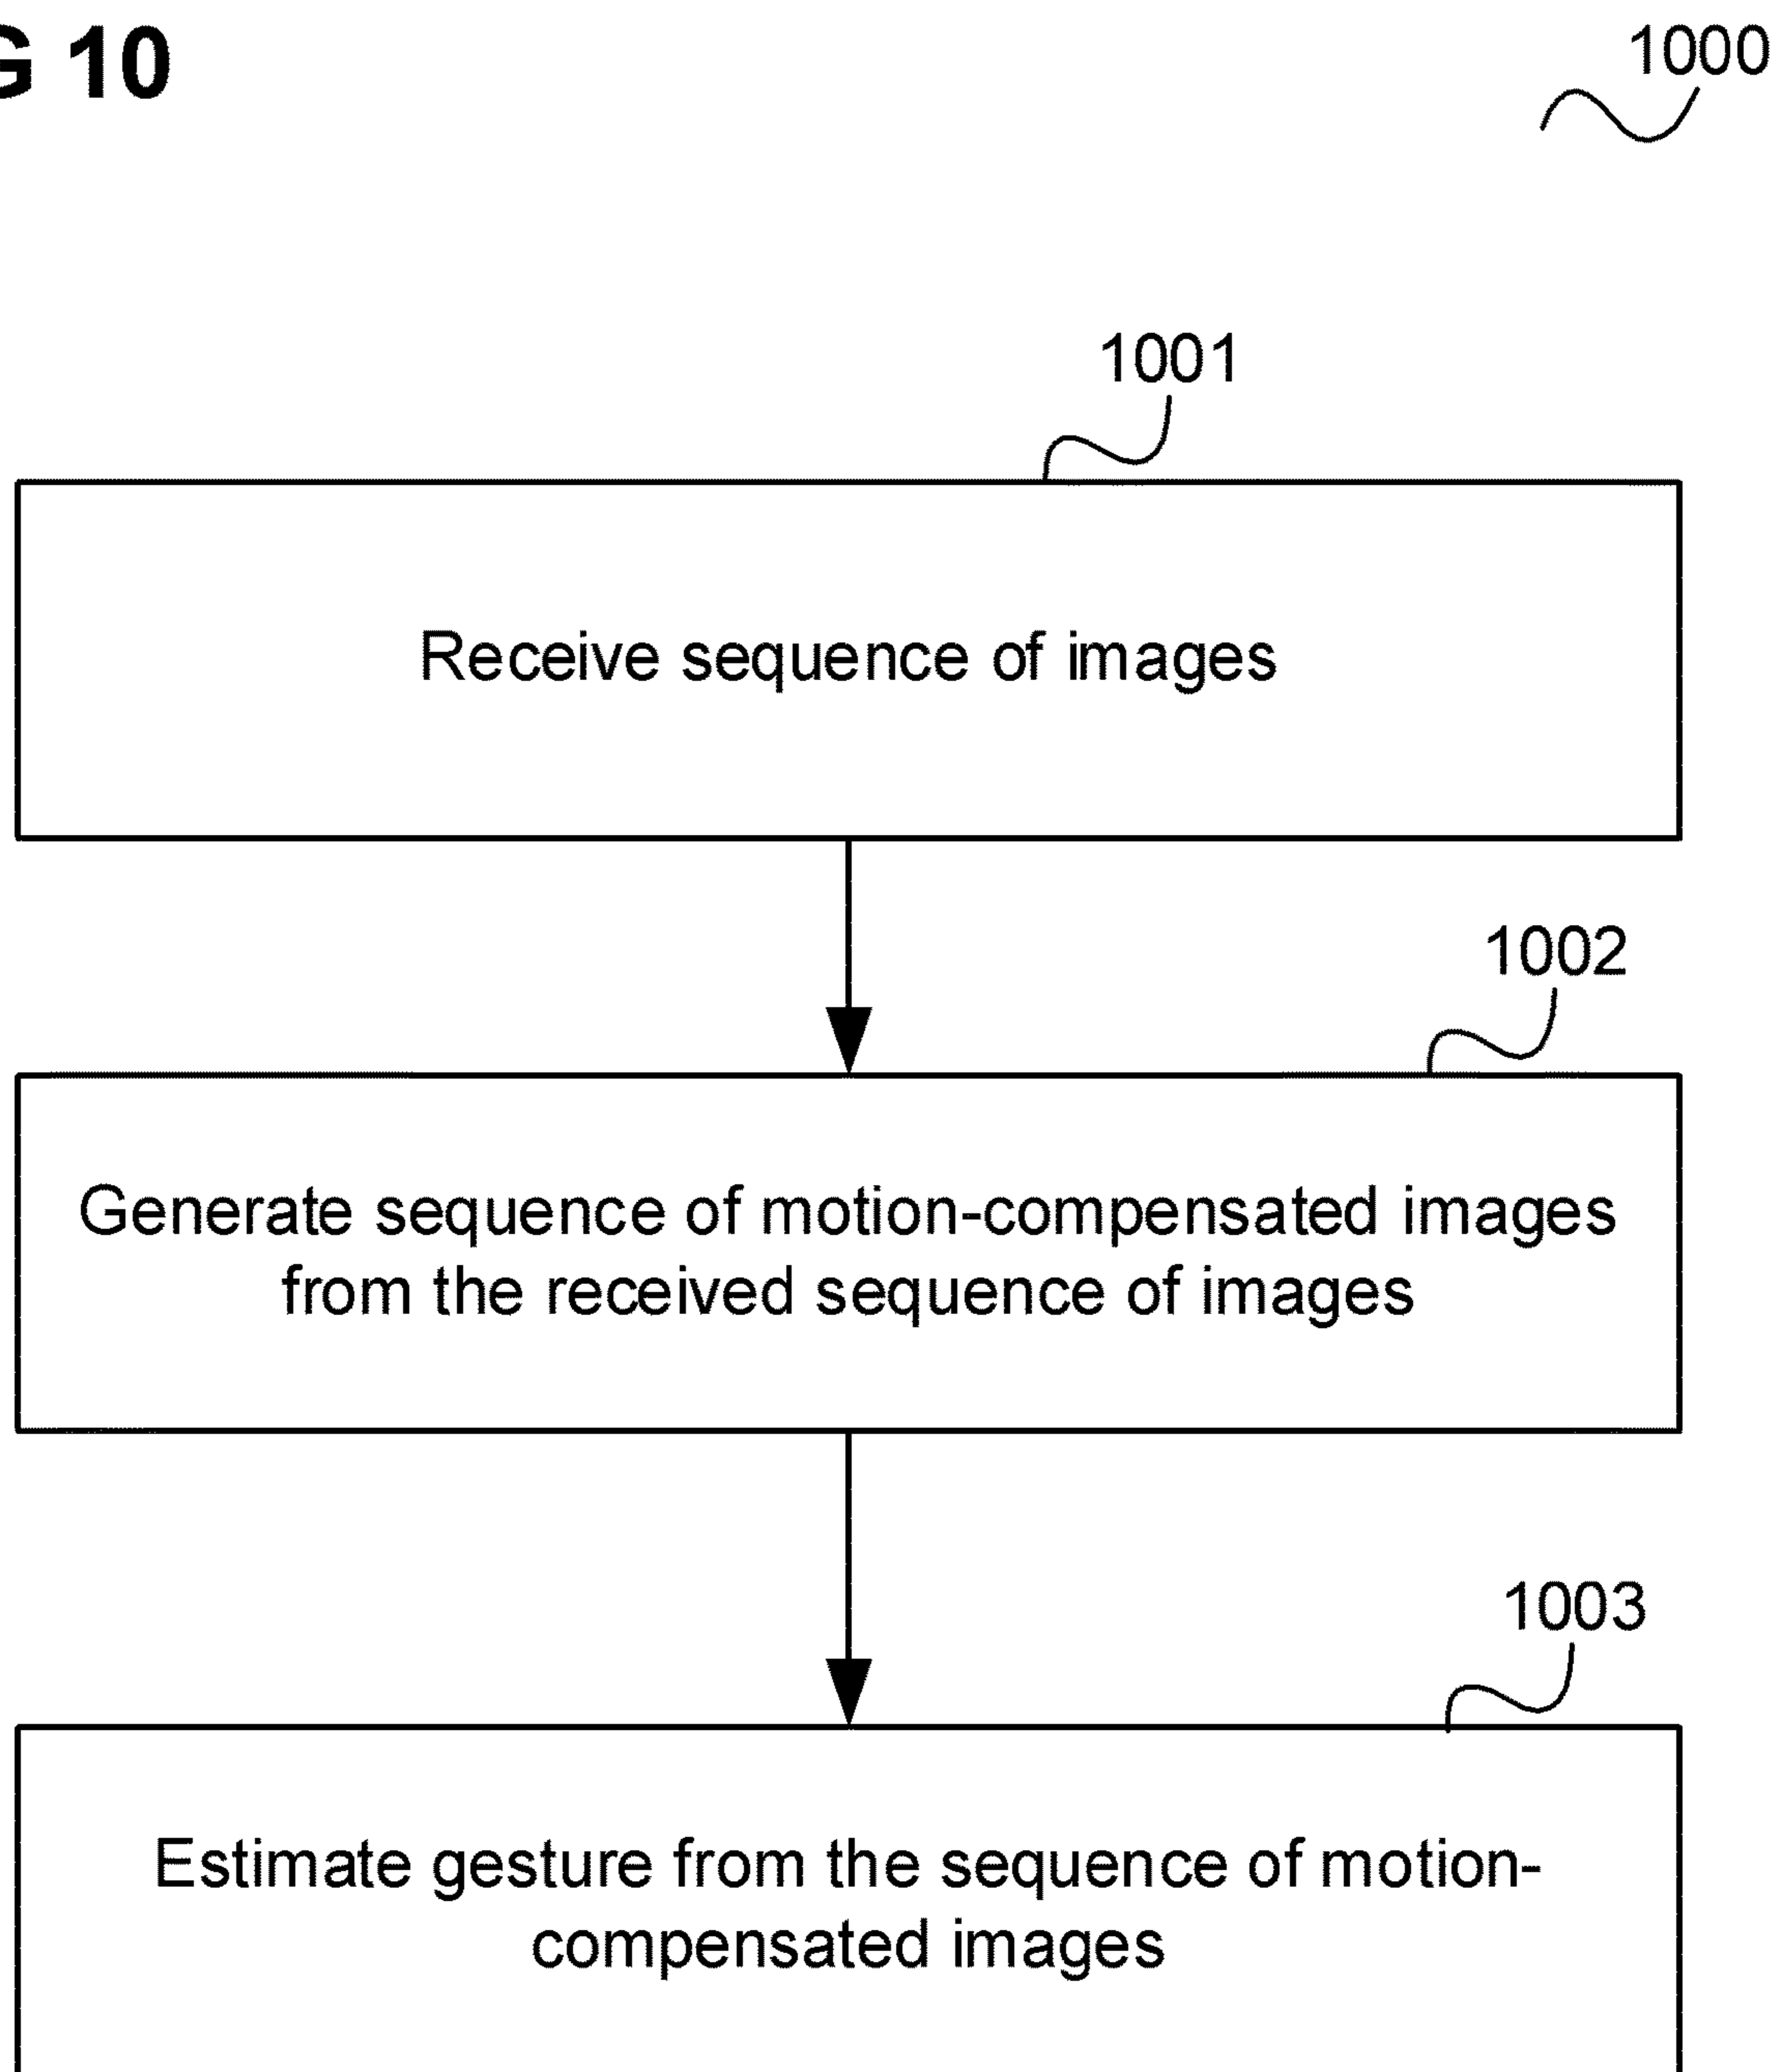 G 10
1000
1001
Receive sequence of images
1002
Generate sequence of motion-compensated images
from the received sequence of images
1003
Estimate gesture from the sequence of motion-
compensated images